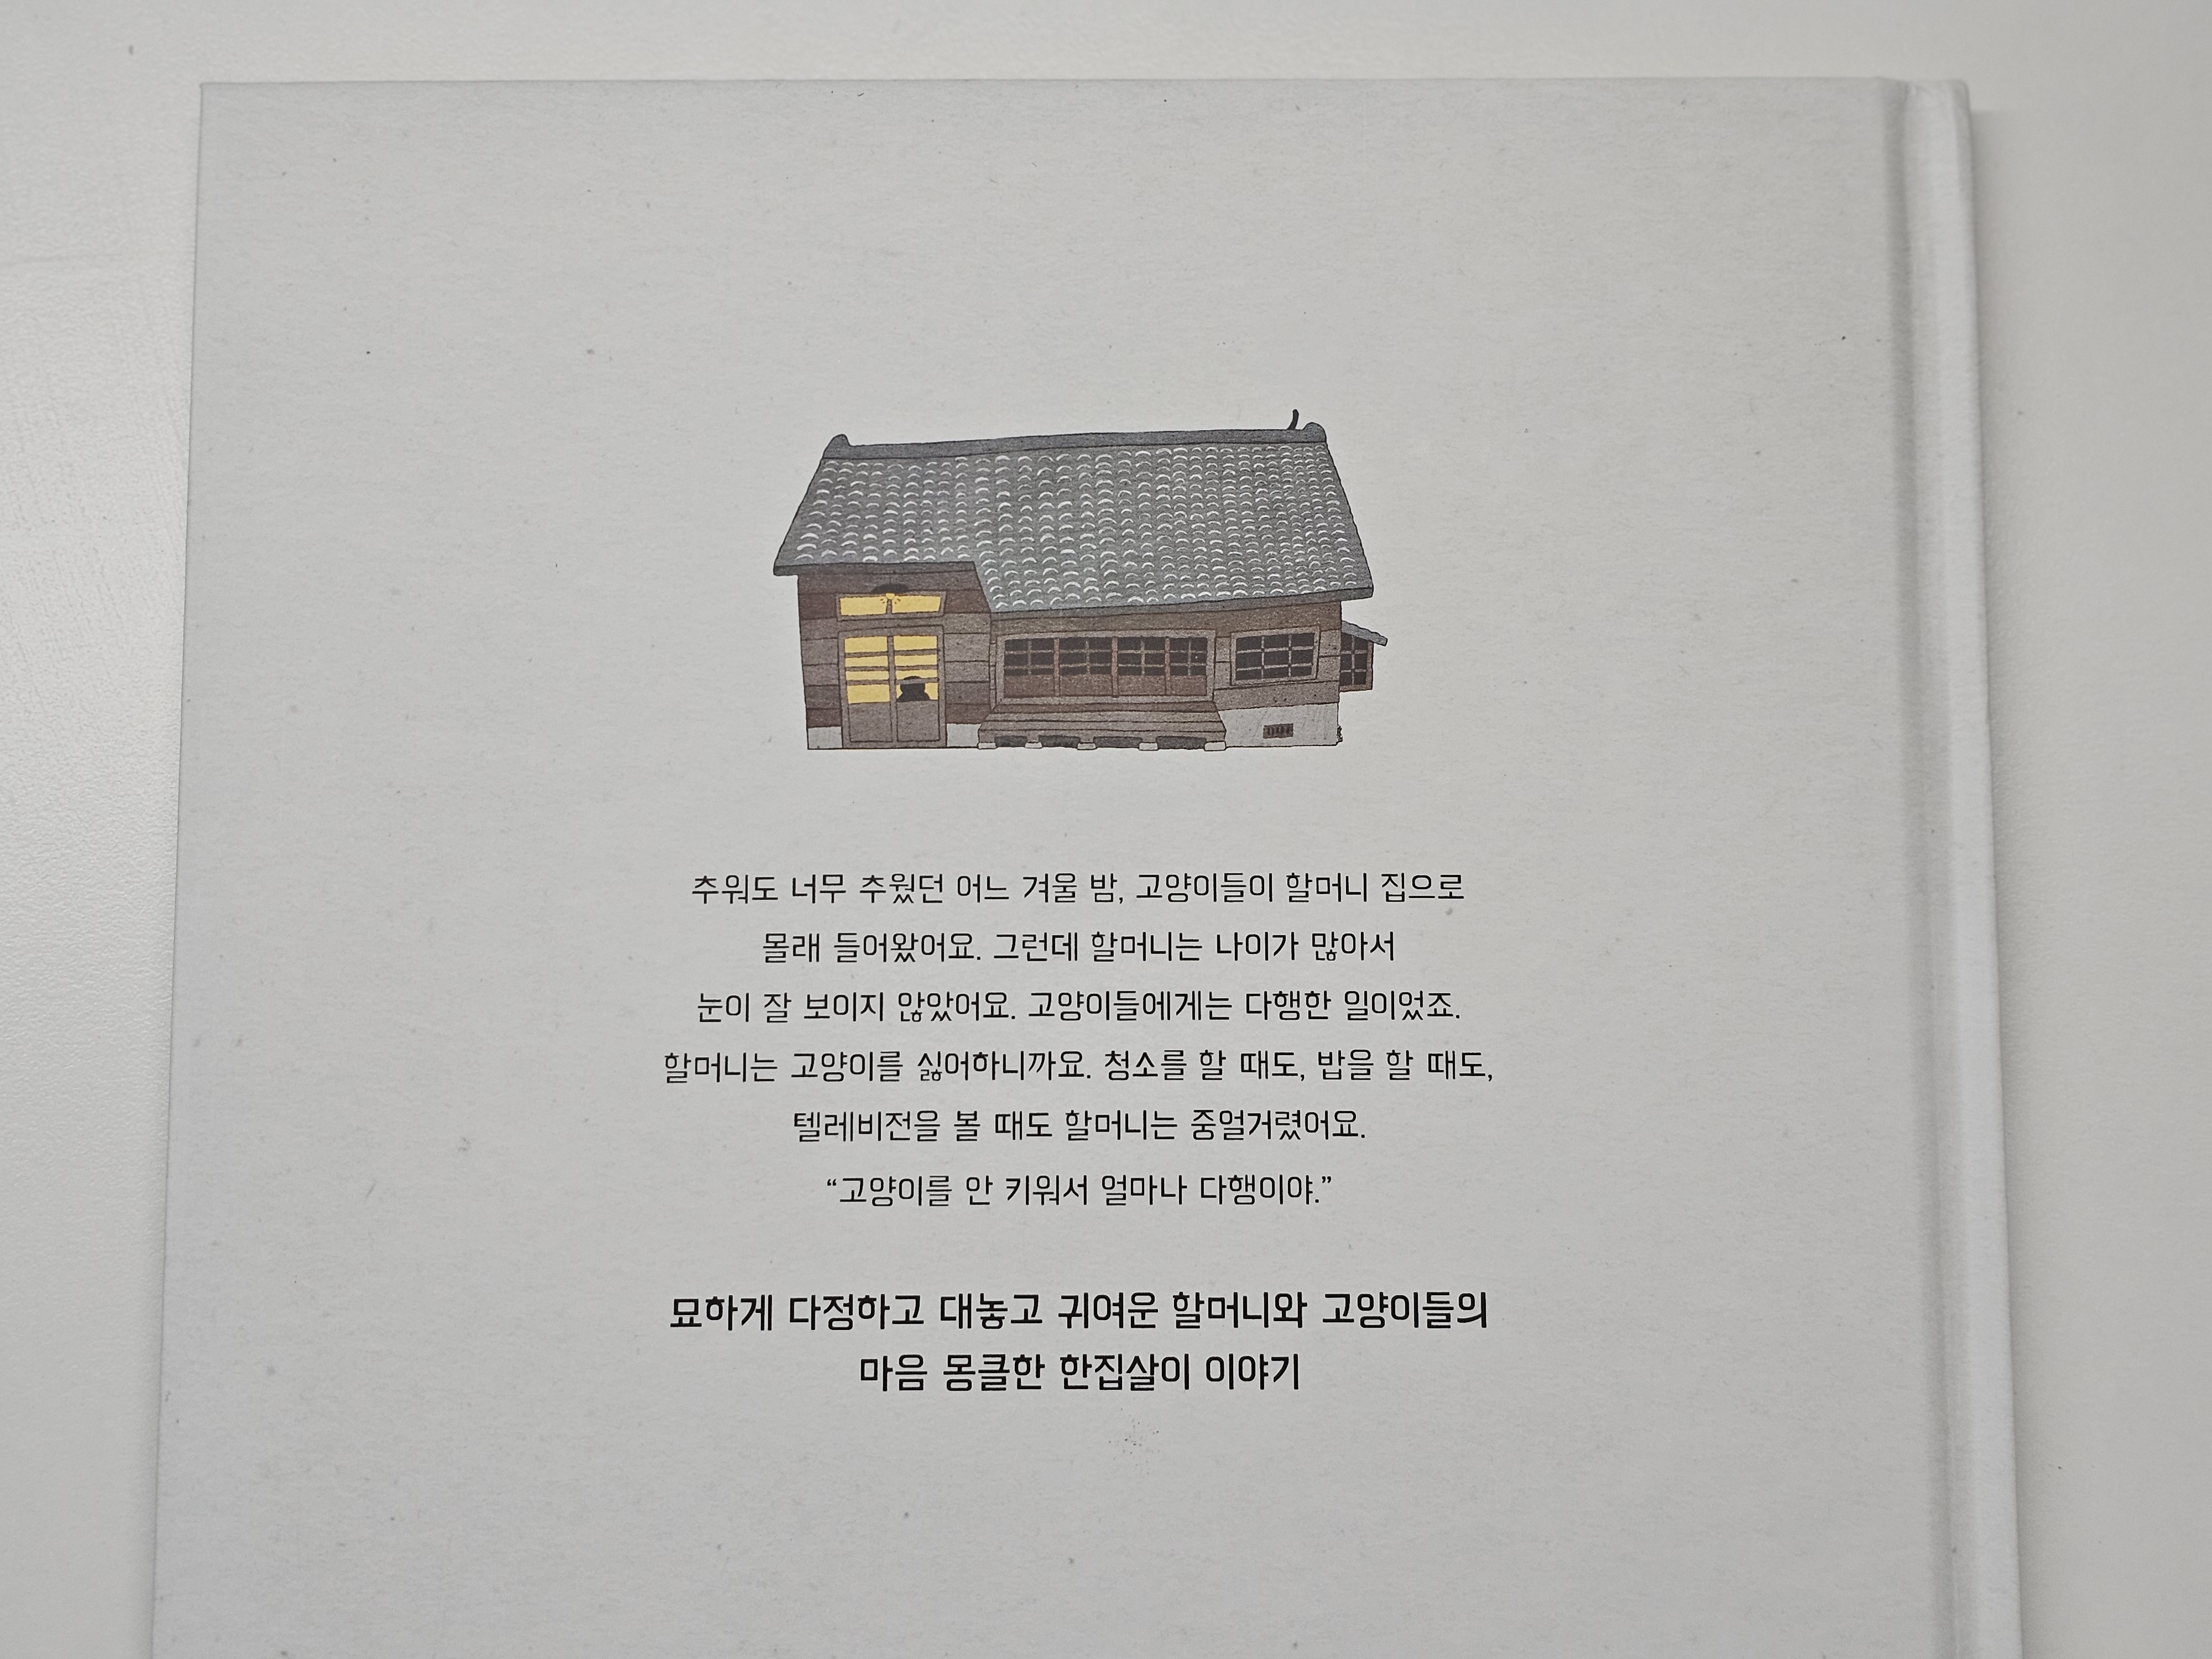 추워도 너무 추웠던 어느 겨울 밤, 고양이들이 할머니 집으로
몰래 들어왔어요. 그런데 할머니는 나이가 많아서
눈이 잘 보이지 않았어요. 고양이들에게는 다행한 일이었죠.
할머니는 고양이를 싫어하니까요. 청소를 할 때도, 밥을 할 때도,
텔레비전을 볼 때도 할머니는 중얼거렸어요.
“고양이를 안 키워서 얼마나 다행이야.”
묘하게 다정하고 대놓고 귀여운 할머니와 고양이들의
마음 몽클한 한집살이 이야기